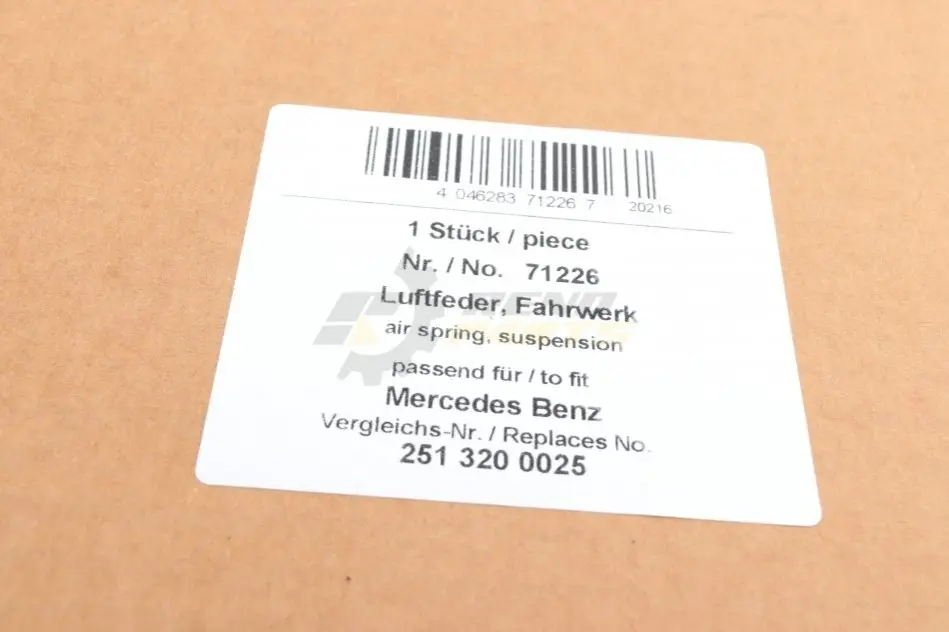 4 046283 71226 7 20216
1 Stück / piece
Nr. / No. 71226
Luftfeder, Fahrwerk
air spring, suspension
passend für / to fit
Mercedes Benz
Vergleichs-Nr. / Replaces No.
251 320 0025